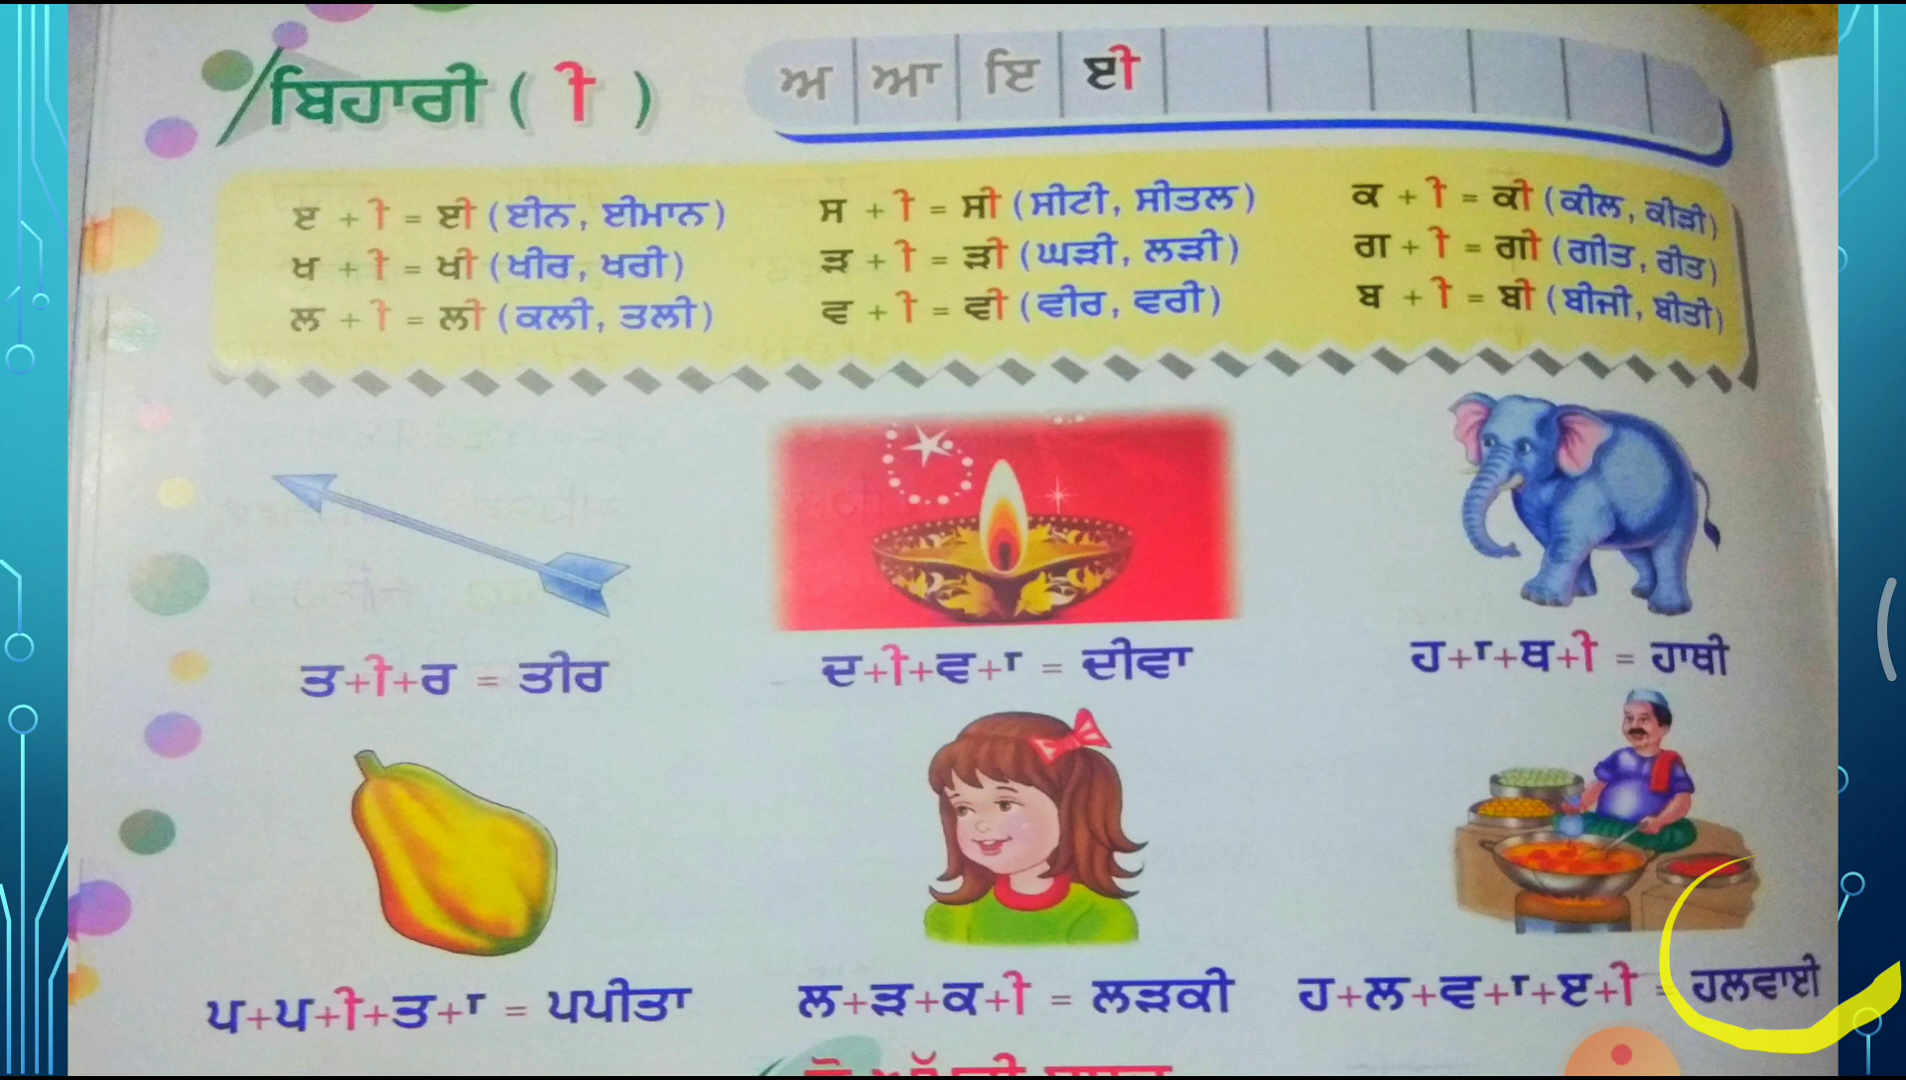 ਬਿਹਾਰੀ ( ੀ )
ਅ ਆ ਇ ਈ
ੲ + ੀ = ਈ (ਈਨ, ਈਮਾਨ) ਸ + ੀ = ਸੀ (ਸੀਟੀ, ਸੀਤਲ) ਕ + ੀ = ਕੀ (ਕੀਲ, ਕੀੜੀ)
ਖ + ੀ = ਖੀ (ਖੀਰ, ਖਰੀ) ੜ + ੀ = ੜੀ (ਘੜੀ, ਲੜੀ) ਗ + ੀ = ਗੀ (ਗੀਤ, ਰੀਤ)
ਲ + ੀ = ਲੀ (ਕਲੀ, ਤਲੀ) ਵ + ੀ = ਵੀ (ਵੀਰ, ਵਰੀ) ਬ + ੀ = ਬੀ (ਬੀਜੀ, ਬੀਤੀ)
ਤ+ੀ+ਰ = ਤੀਰ ਦ+ੀ+ਵ+ਾ = ਦੀਵਾ ਹ+ਾ+ਥ+ੀ = ਹਾਥੀ
ਪ+ਪ+ੀ+ਤ+ਾ = ਪਪੀਤਾ ਲ+ੜ+ਕ+ੀ = ਲੜਕੀ ਹ+ਲ+ਵ+ਾ+ੲ+ੀ = ਹਲਵਾਈ